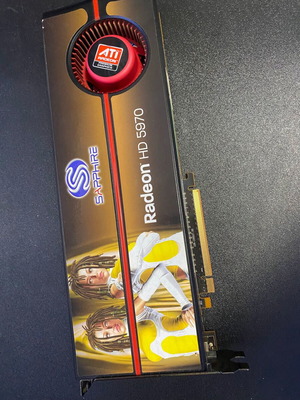 ATI
RADEON
GRAPHICS
SAPPHIRE
Radeon HD 5970